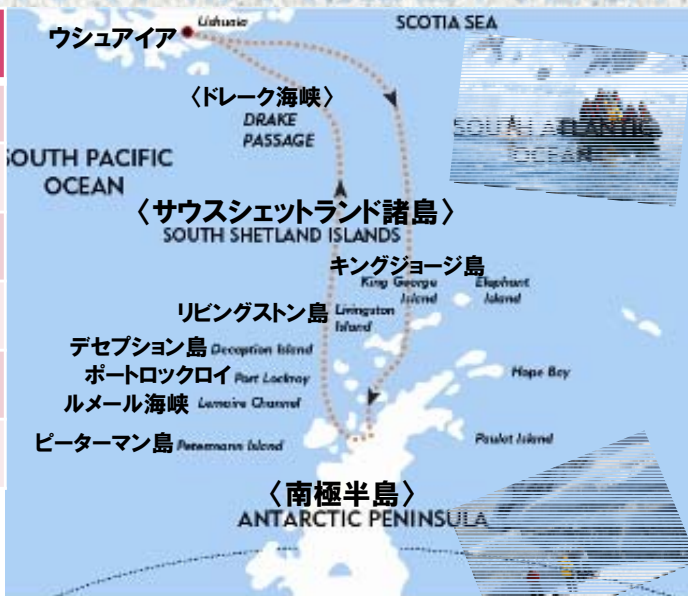 Ushuaia
SCOTIA SEA
ウシュアイア
〈ドレーク海峡〉
DRAKE
PASSAGE
SOUTH ATLANTIC
OCEAN
SOUTH PACIFIC
OCEAN
〈サウスシェットランド諸島〉
SOUTH SHETLAND ISLANDS
キングジョージ島
King George
Island
Elephant
Island
リビングストン島 Livingston
Island
デセプション島 Deception Island
ポートロックロイ Port Lockroy
Hope Bay
ルメール海峡 Lemaire Channel
ピーターマン島 Petermann Island
Paulet Island
〈南極半島〉
ANTARCTIC PENINSULA